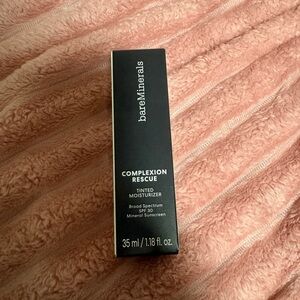 bareMinerals
COMPLEXION
RESCUE
TINTED
MOISTURIZER
Broad Spectrum
SPF 30
Mineral Sunscreen
35 ml / 1.18 fl. oz.